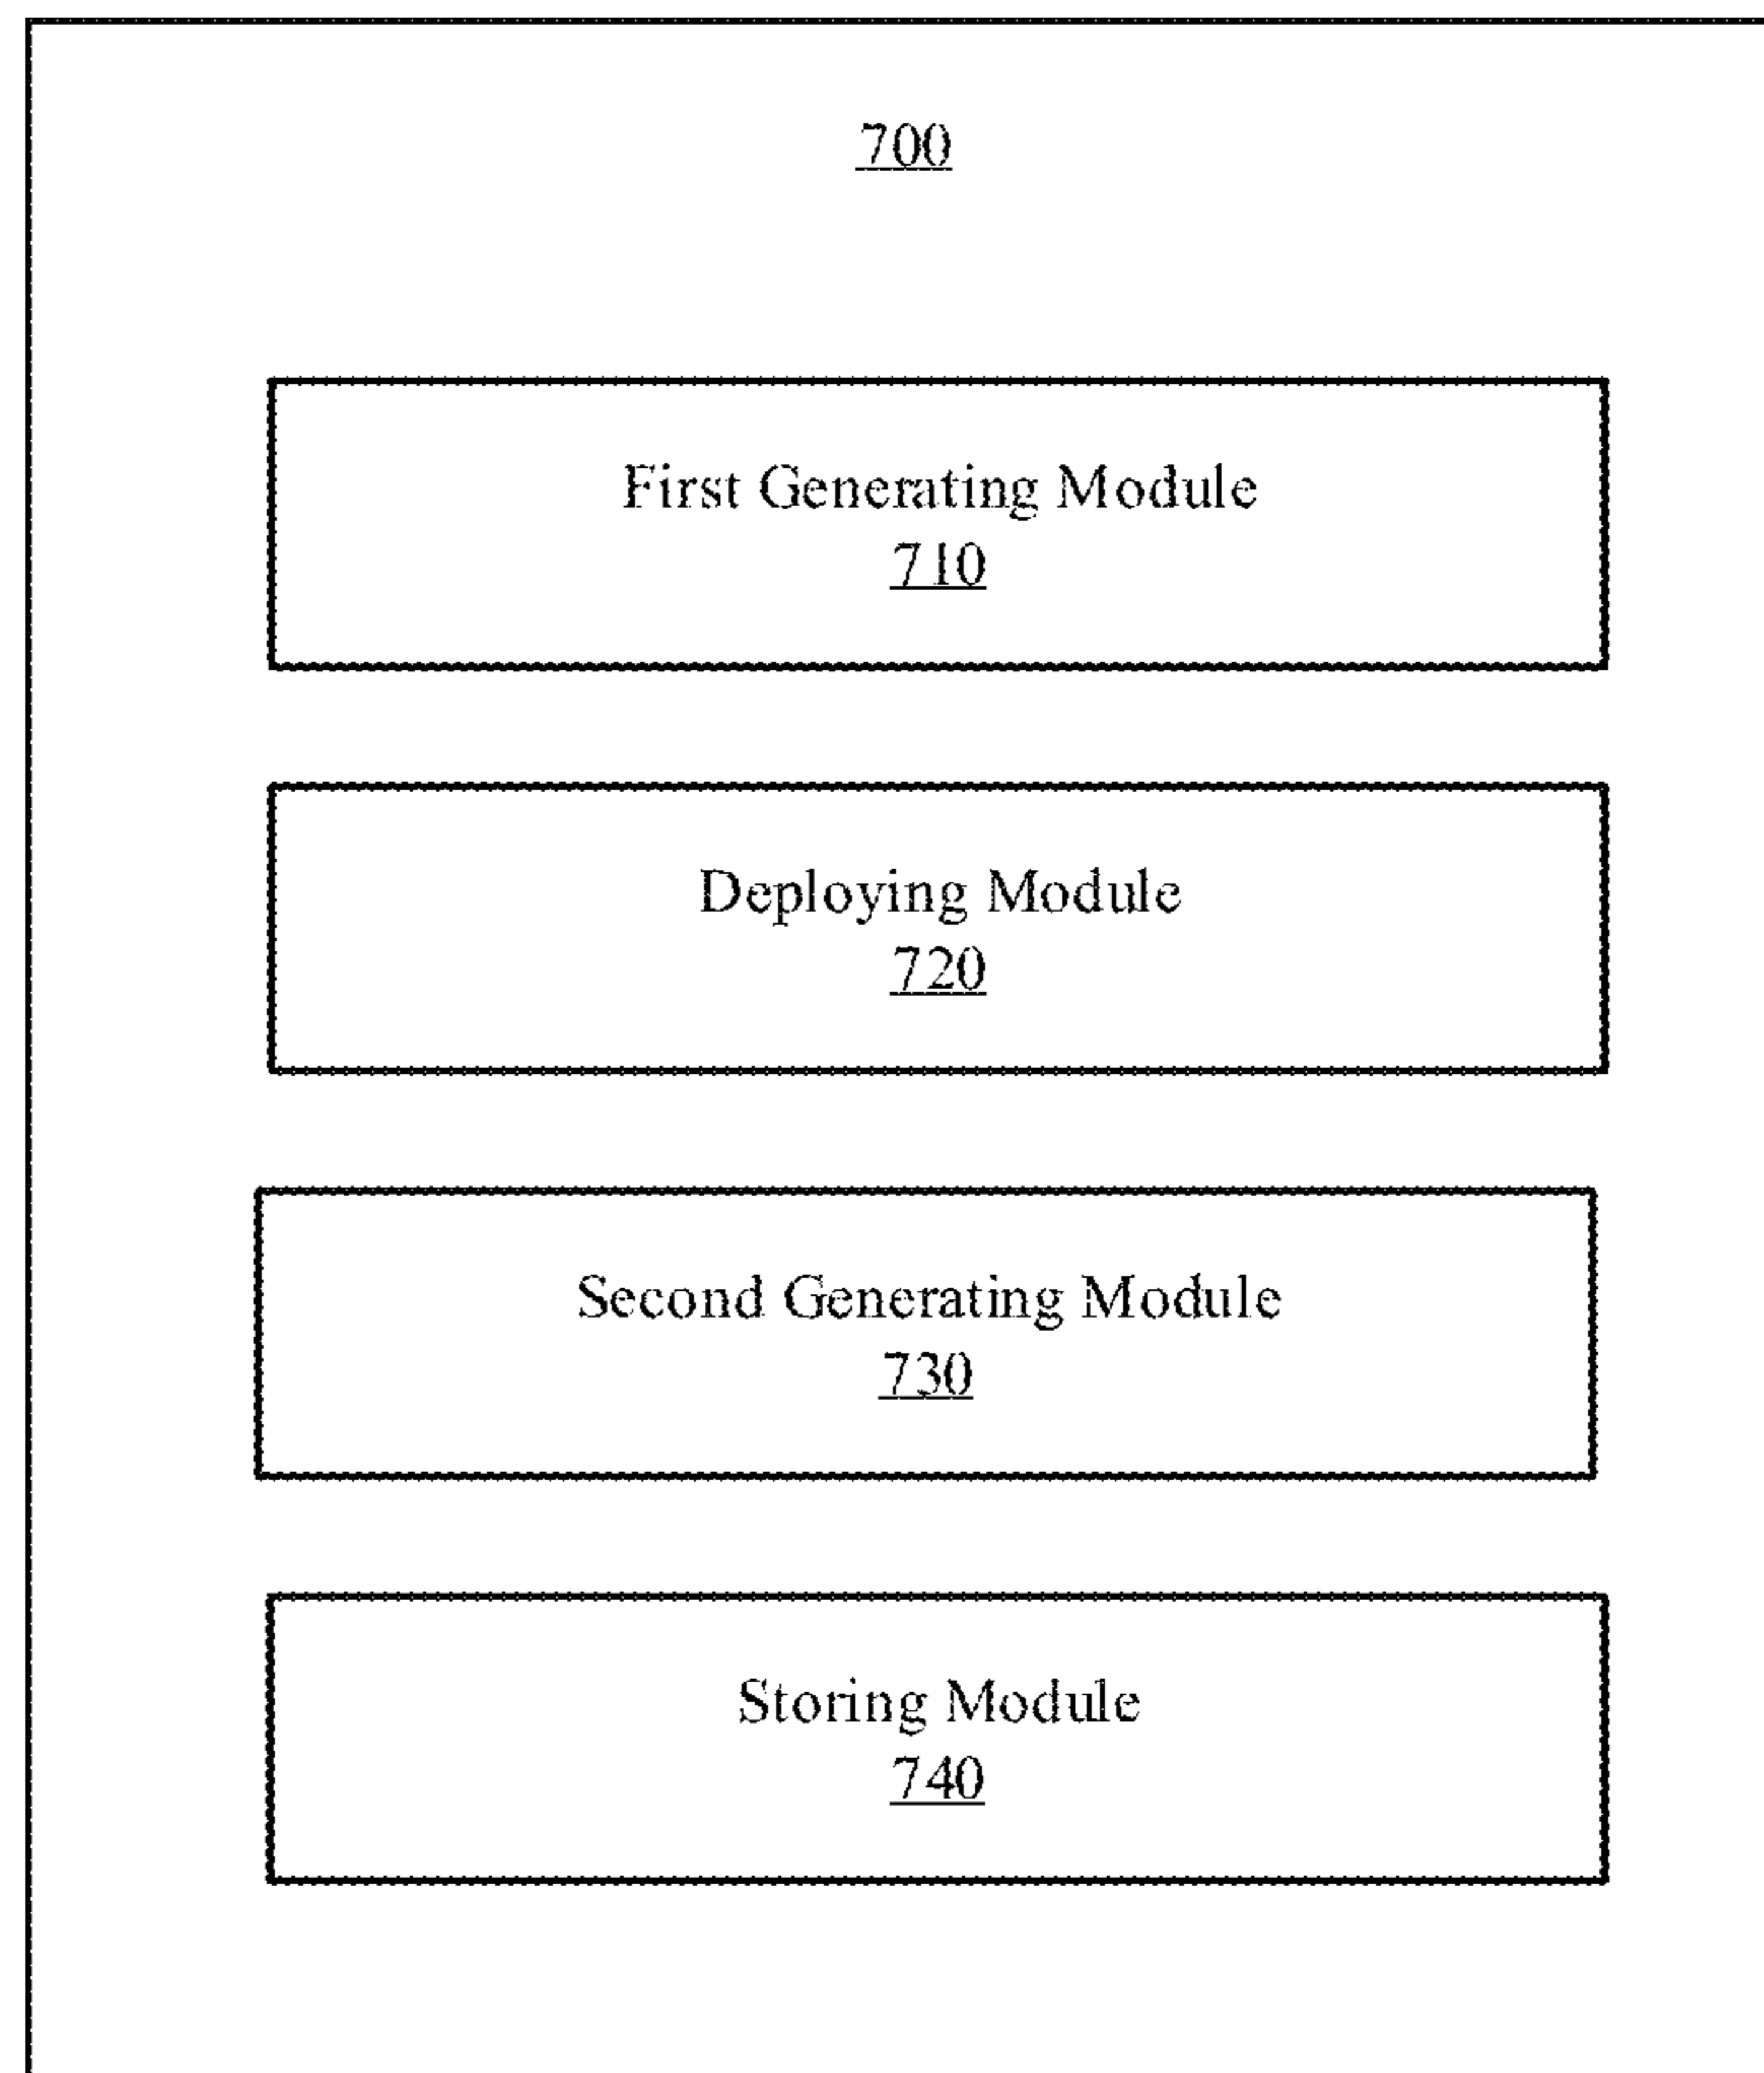 700
First Generating Module
710
Deploying Module
720
Second Generating Module
730
Storing Module
740